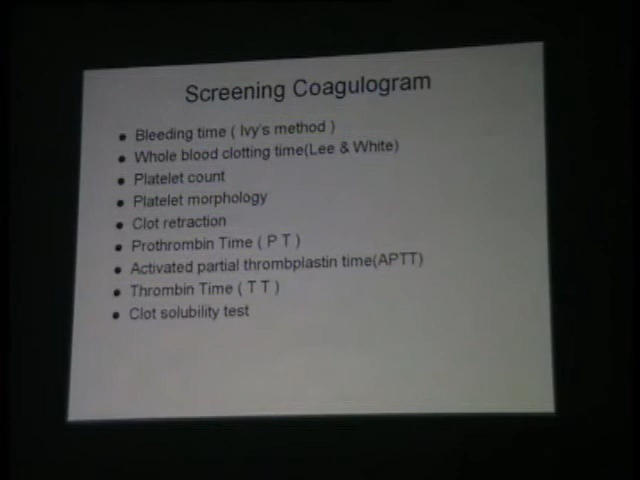 Screening Coagulogram
● Bleeding time ( Ivy's method )
● Whole blood clotting time(Lee & White)
● Platelet count
● Platelet morphology
● Clot retraction
● Prothrombin Time ( P T )
● Activated partial thrombplastin time(APTT)
● Thrombin Time ( T T )
● Clot solubility test